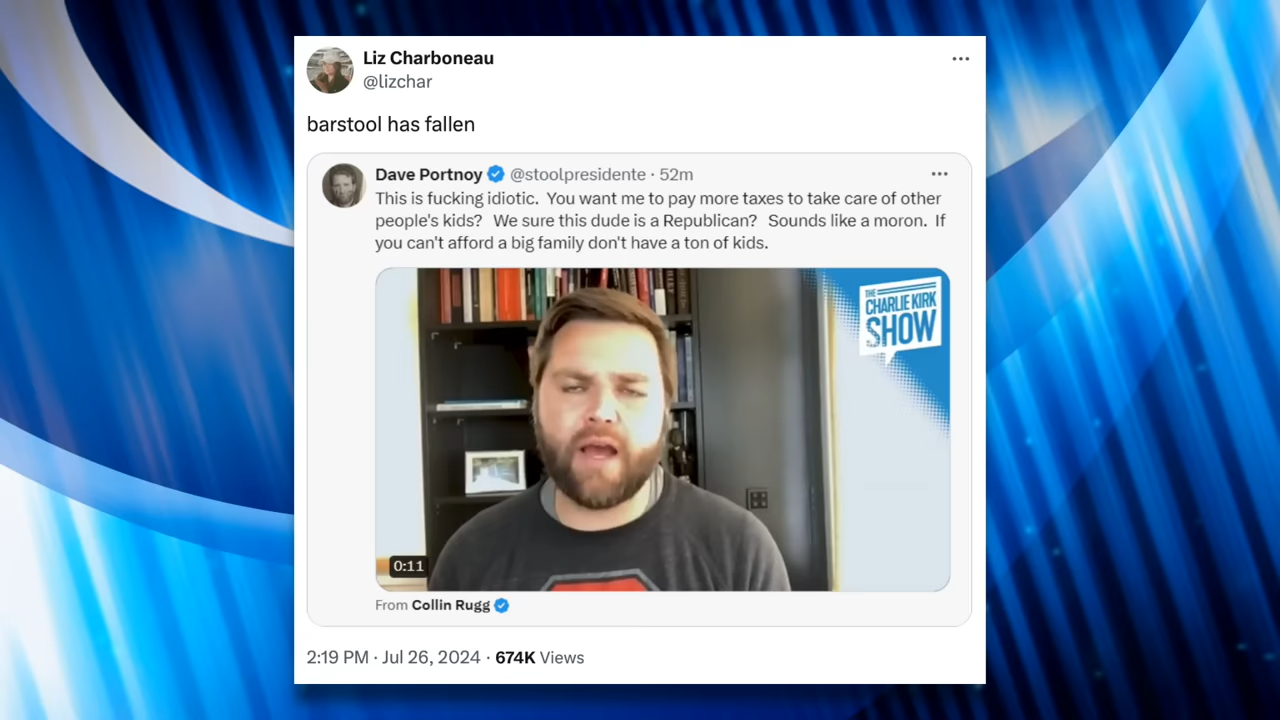 Liz Charboneau
@lizchar
barstool has fallen
Dave Portnoy @stoolpresidente · 52m
This is fucking idiotic. You want me to pay more taxes to take care of other
people's kids? We sure this dude is a Republican? Sounds like a moron. If
you can't afford a big family don't have a ton of kids.
THE
CHARLIE KIRK
SHOW
0:11
From Collin Rugg
2:19 PM · Jul 26, 2024 · 674K Views